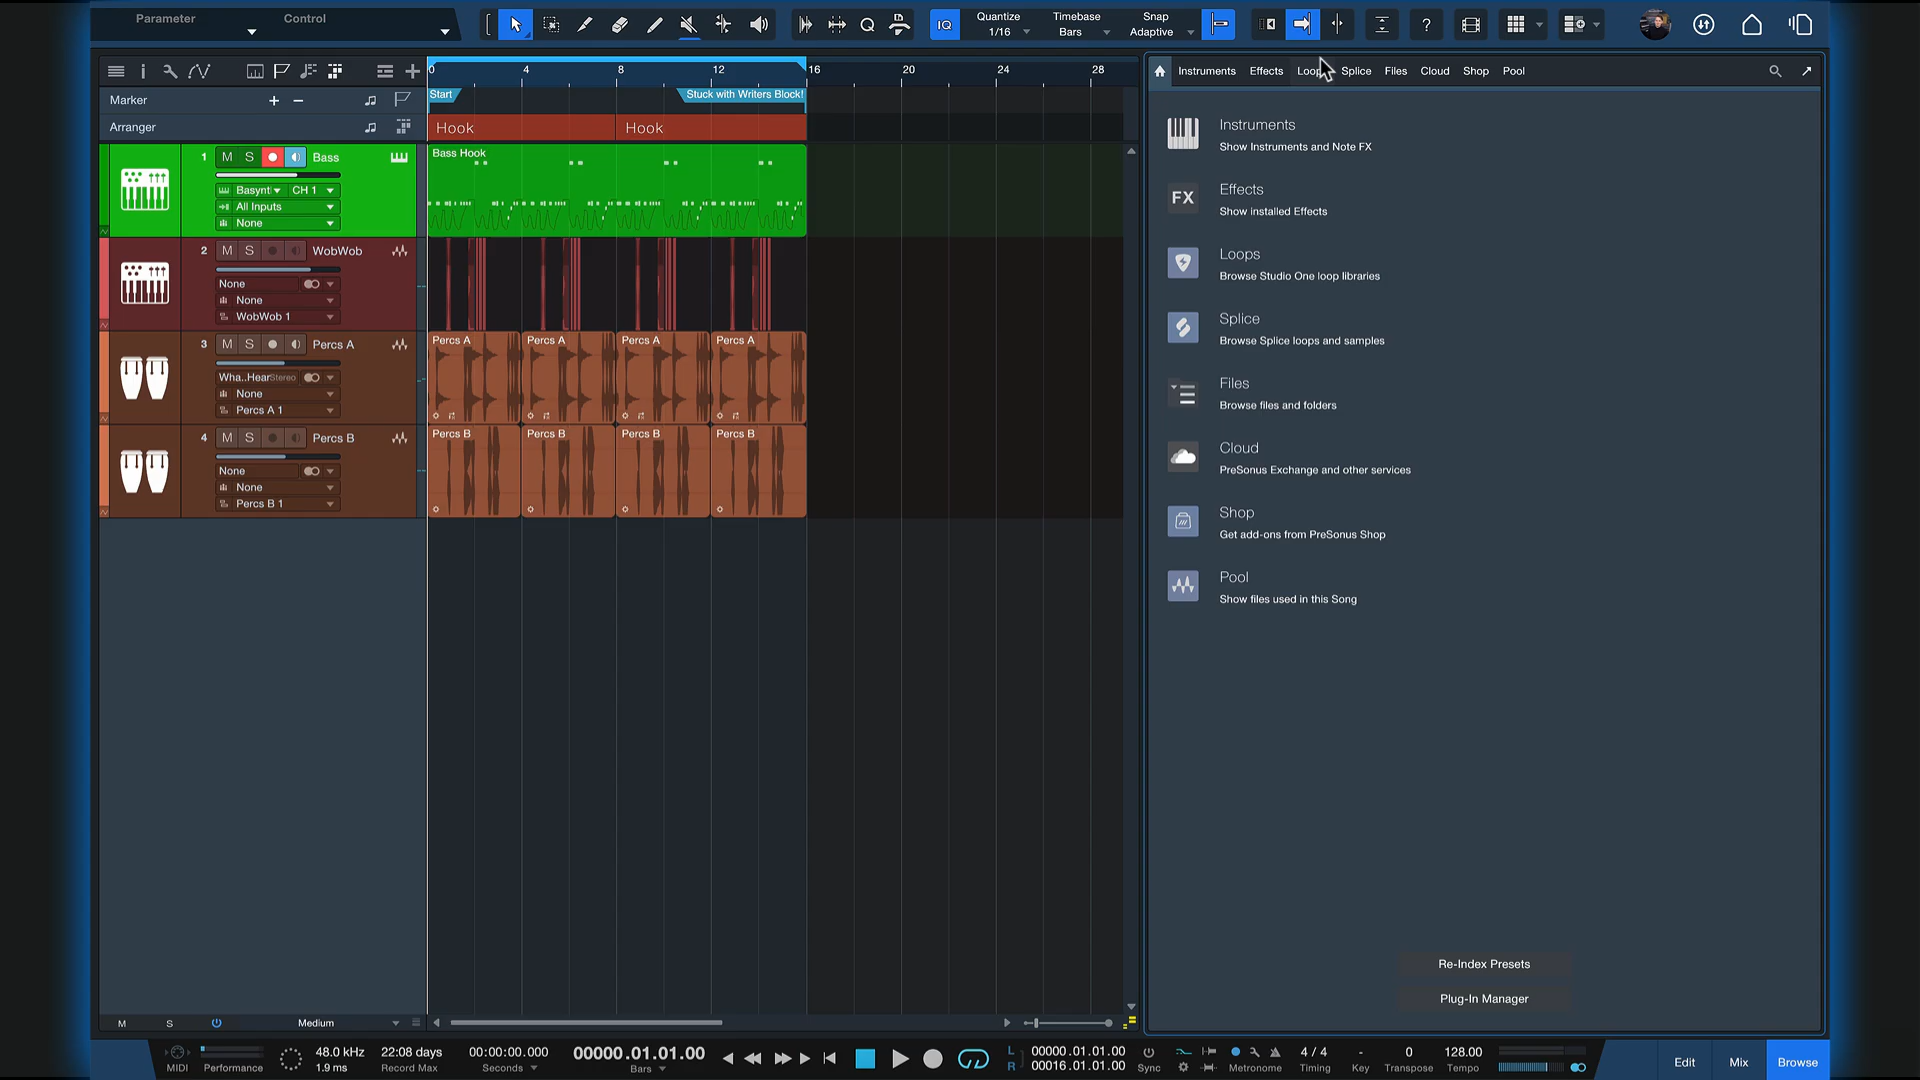 Parameter
Control
IQ
Quantize
1/16
Timebase
Bars
Snap
Adaptive
?
Marker
Arranger
0 4 8 12 16 20 24 28
Start
Stuck with Writers Block!
Hook
Hook
1 M S Bass
Basynt CH 1
All Inputs
None
Bass Hook
2 M S WobWob
None
None
WobWob 1
3 M S Percs A
Wha..Hear Stereo
None
Percs A 1
Percs A
Percs A
Percs A
Percs A
4 M S Percs B
None
None
Percs B 1
Percs B
Percs B
Percs B
Percs B
Instruments Effects Loops Splice Files Cloud Shop Pool
Instruments
Show Instruments and Note FX
FX
Effects
Show installed Effects
Loops
Browse Studio One loop libraries
Splice
Browse Splice loops and samples
Files
Browse files and folders
Cloud
PreSonus Exchange and other services
Shop
Get add-ons from PreSonus Shop
Pool
Show files used in this Song
Re-Index Presets
Plug-In Manager
M S Medium
MIDI
Performance
48.0 kHz
1.9 ms
22:08 days
Record Max
00:00:00.000
Seconds
00000.01.01.00
Bars
L 00000.01.01.00
R 00016.01.01.00
Sync
Metronome
4 / 4
Timing
-
Key
0
Transpose
128.00
Tempo
Edit
Mix
Browse